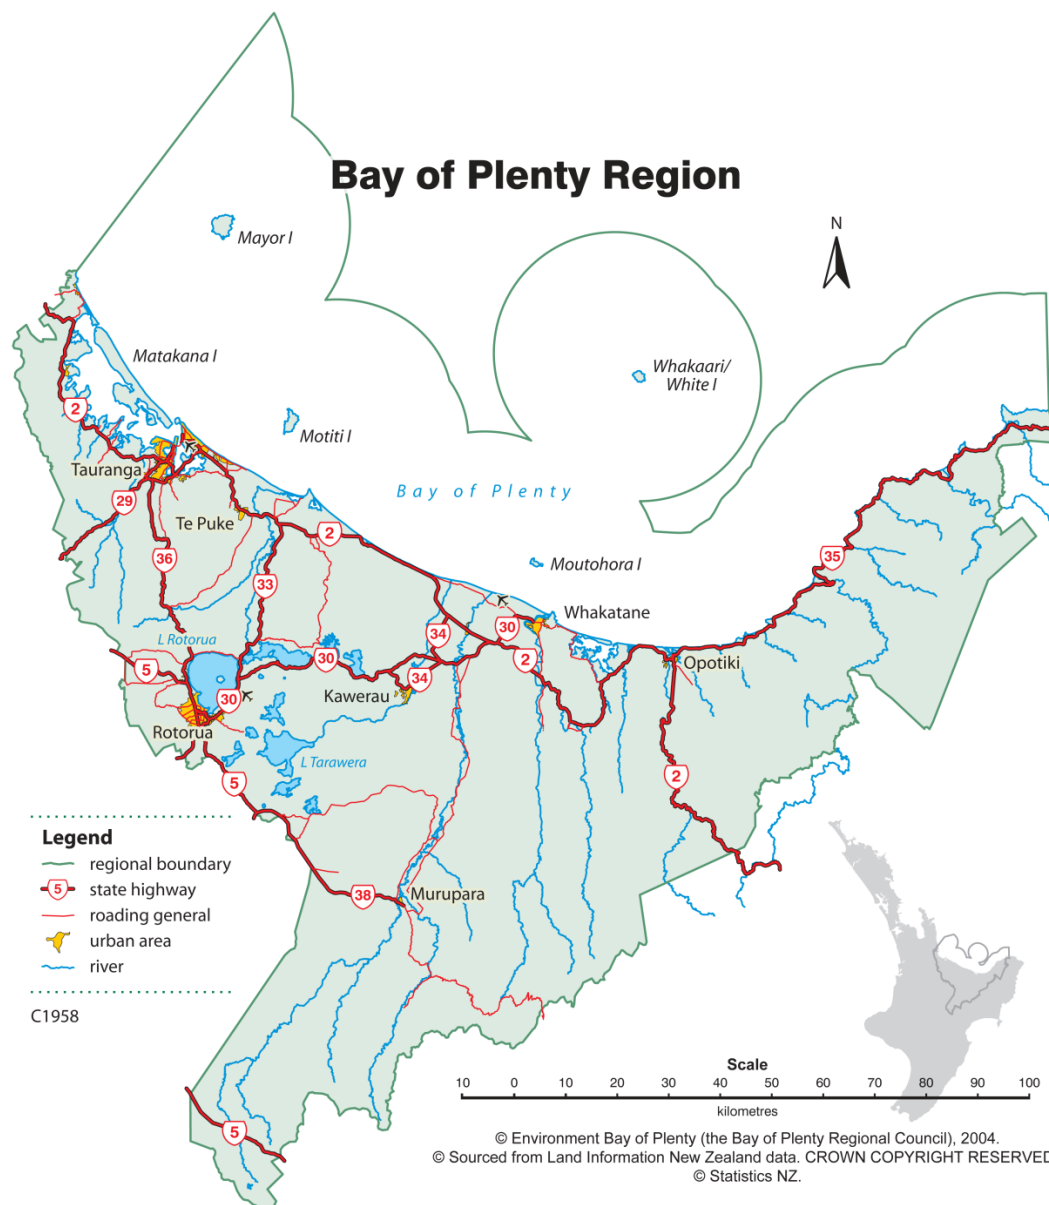 Bay of Plenty Region
N
Mayor I
Matakana I
Whakaari/
White I
2
Motiti I
Tauranga
Bay of Plenty
29
Te Puke
2
36
35
33
Moutohora I
Whakatane
34
30
L Rotorua
30
2
5
Opotiki
34
Kawerau
30
Rotorua
L Tarawera
5
2
Legend
regional boundary
5 state highway
roading general
urban area
river
38
Murupara
C1958
5
Scale
10 0 10 20 30 40 50 60 70 80 90 100
kilometres
© Environment Bay of Plenty (the Bay of Plenty Regional Council), 2004.
© Sourced from Land Information New Zealand data. CROWN COPYRIGHT RESERVED
© Statistics NZ.